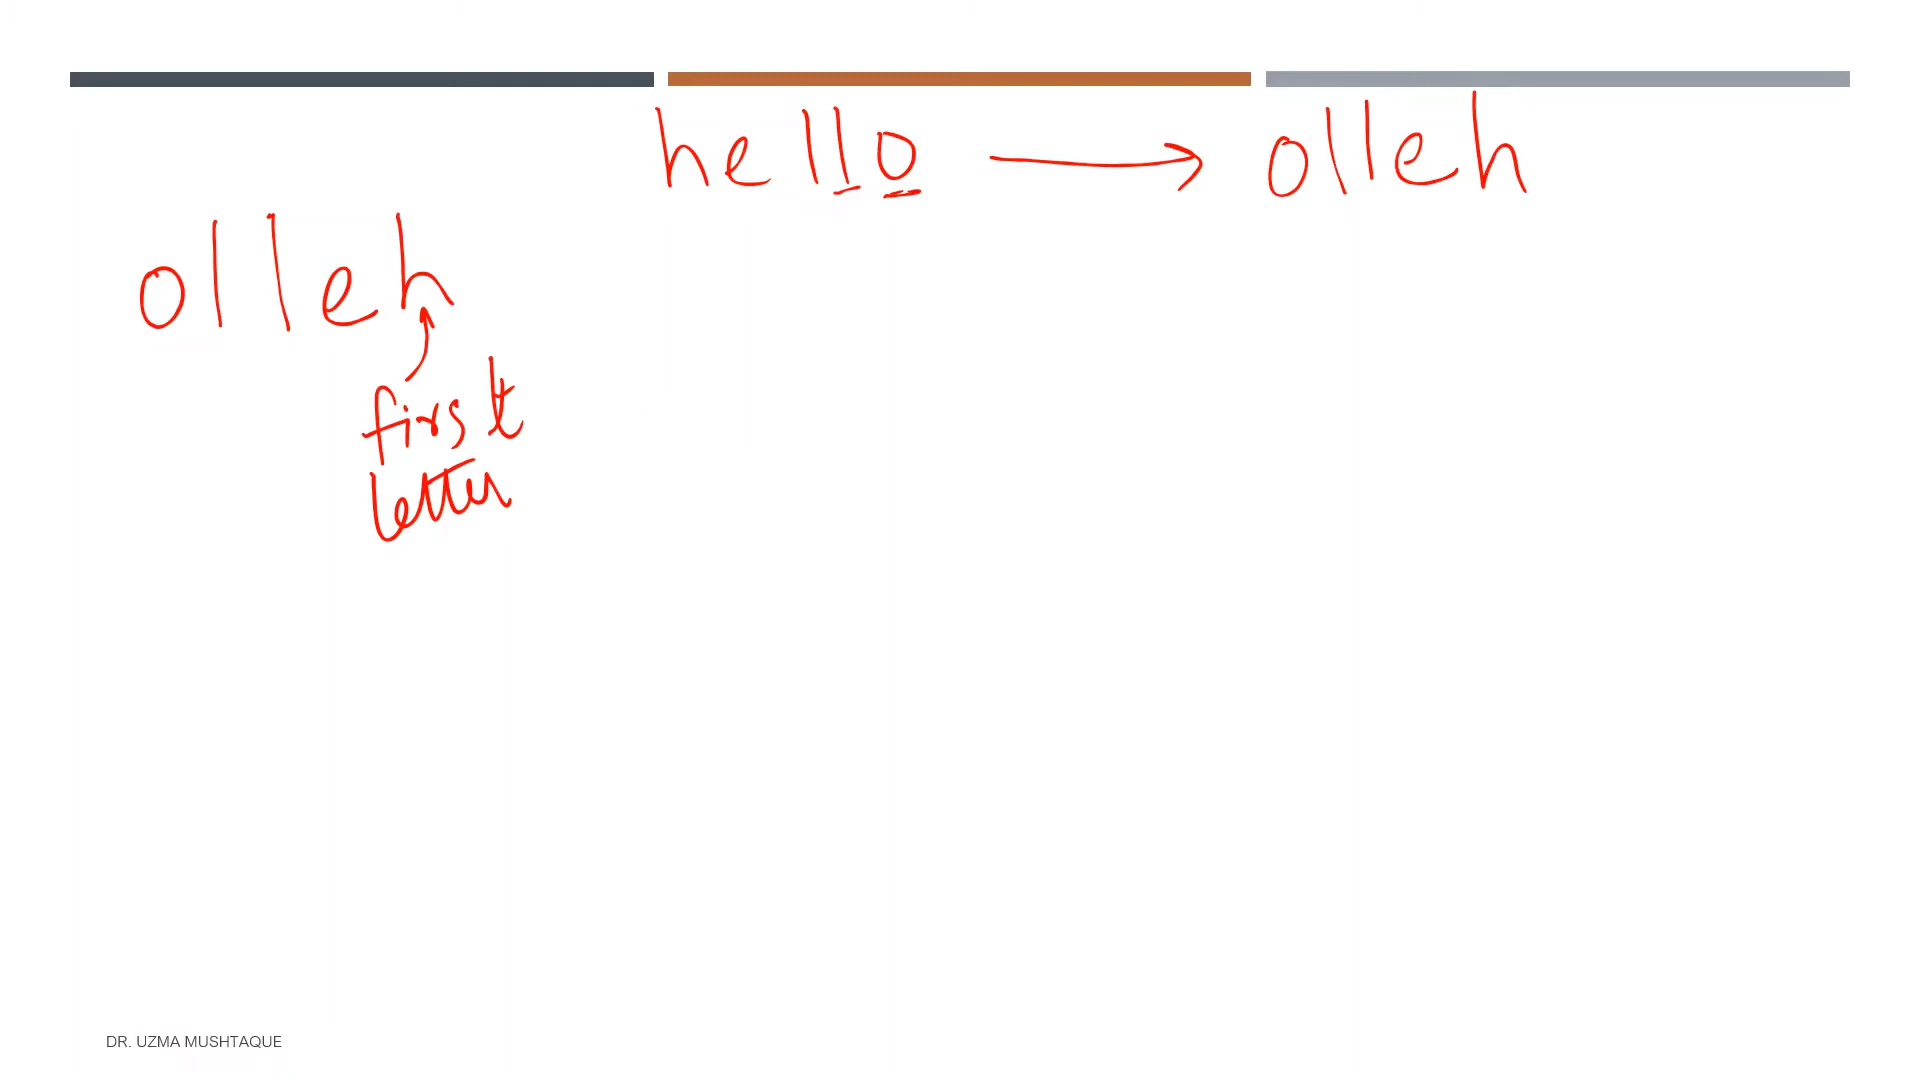 hello → olleh
olleh
first
letter
DR. UZMA MUSHTAQUE